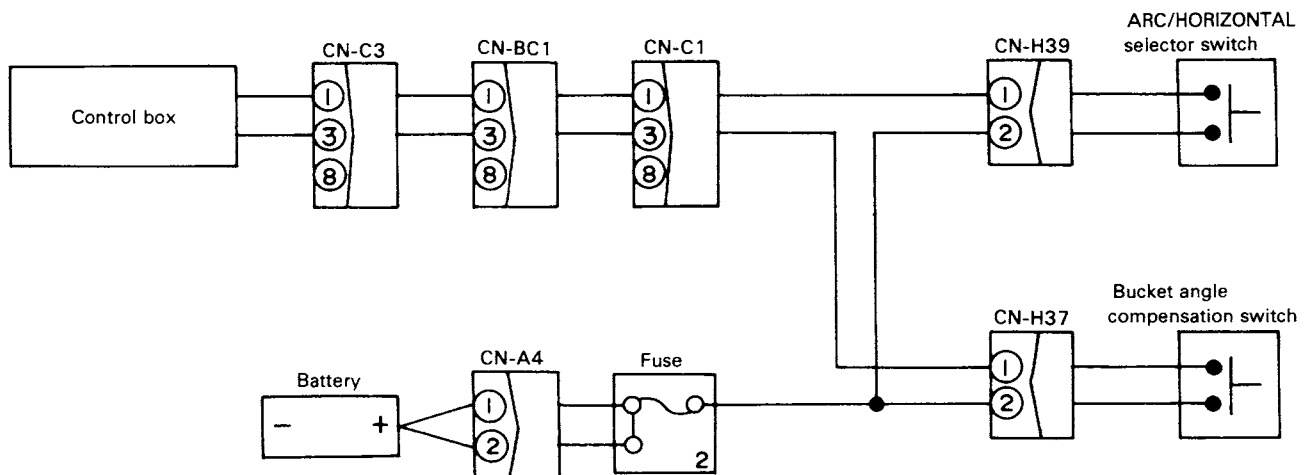 ARC/HORIZONTAL
selector switch
CN-C3
CN-BC1
CN-C1
CN-H39
Control box
1
3
8
1
3
8
1
3
8
1
2
Bucket angle
compensation switch
CN-H37
CN-A4
Fuse
Battery
- +
1
2
2
1
2